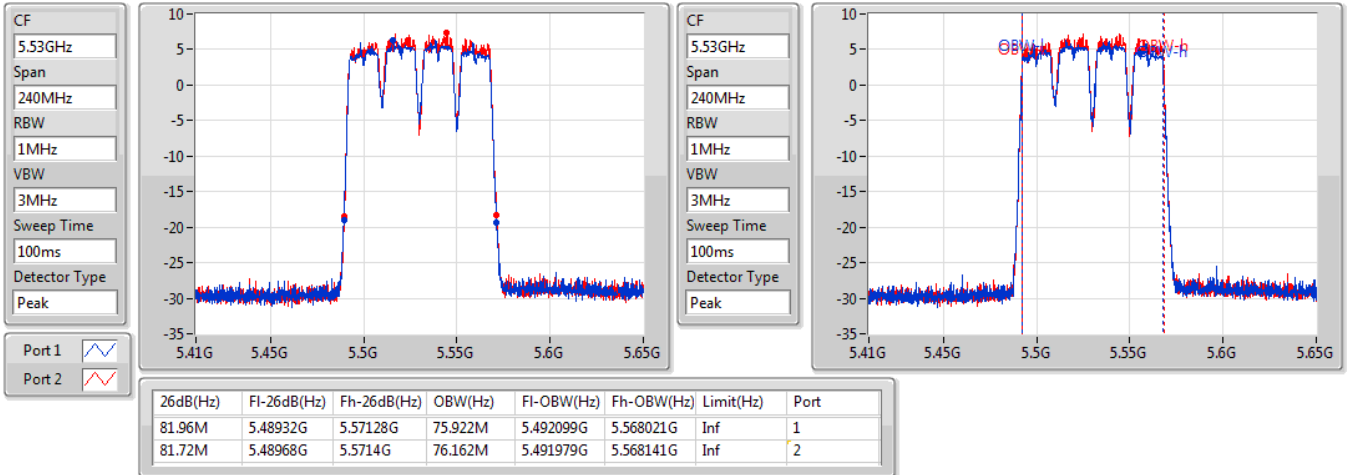 CF
5.53GHz
Span
240MHz
RBW
1MHz
VBW
3MHz
Sweep Time
100ms
Detector Type
Peak
Port 1
Port 2
10
5
0
-5
-10
-15
-20
-25
-30
-35
5.41G 5.45G 5.5G 5.55G 5.6G 5.65G
CF
5.53GHz
Span
240MHz
RBW
1MHz
VBW
3MHz
Sweep Time
100ms
Detector Type
Peak
10
5
0
-5
-10
-15
-20
-25
-30
-35
5.41G 5.45G 5.5G 5.55G 5.6G 5.65G
26dB(Hz) Fl-26dB(Hz) Fh-26dB(Hz) OBW(Hz) Fl-OBW(Hz) Fh-OBW(Hz) Limit(Hz) Port
81.96M 5.48932G 5.57128G 75.922M 5.492099G 5.568021G Inf 1
81.72M 5.48968G 5.5714G 76.162M 5.491979G 5.568141G Inf 2